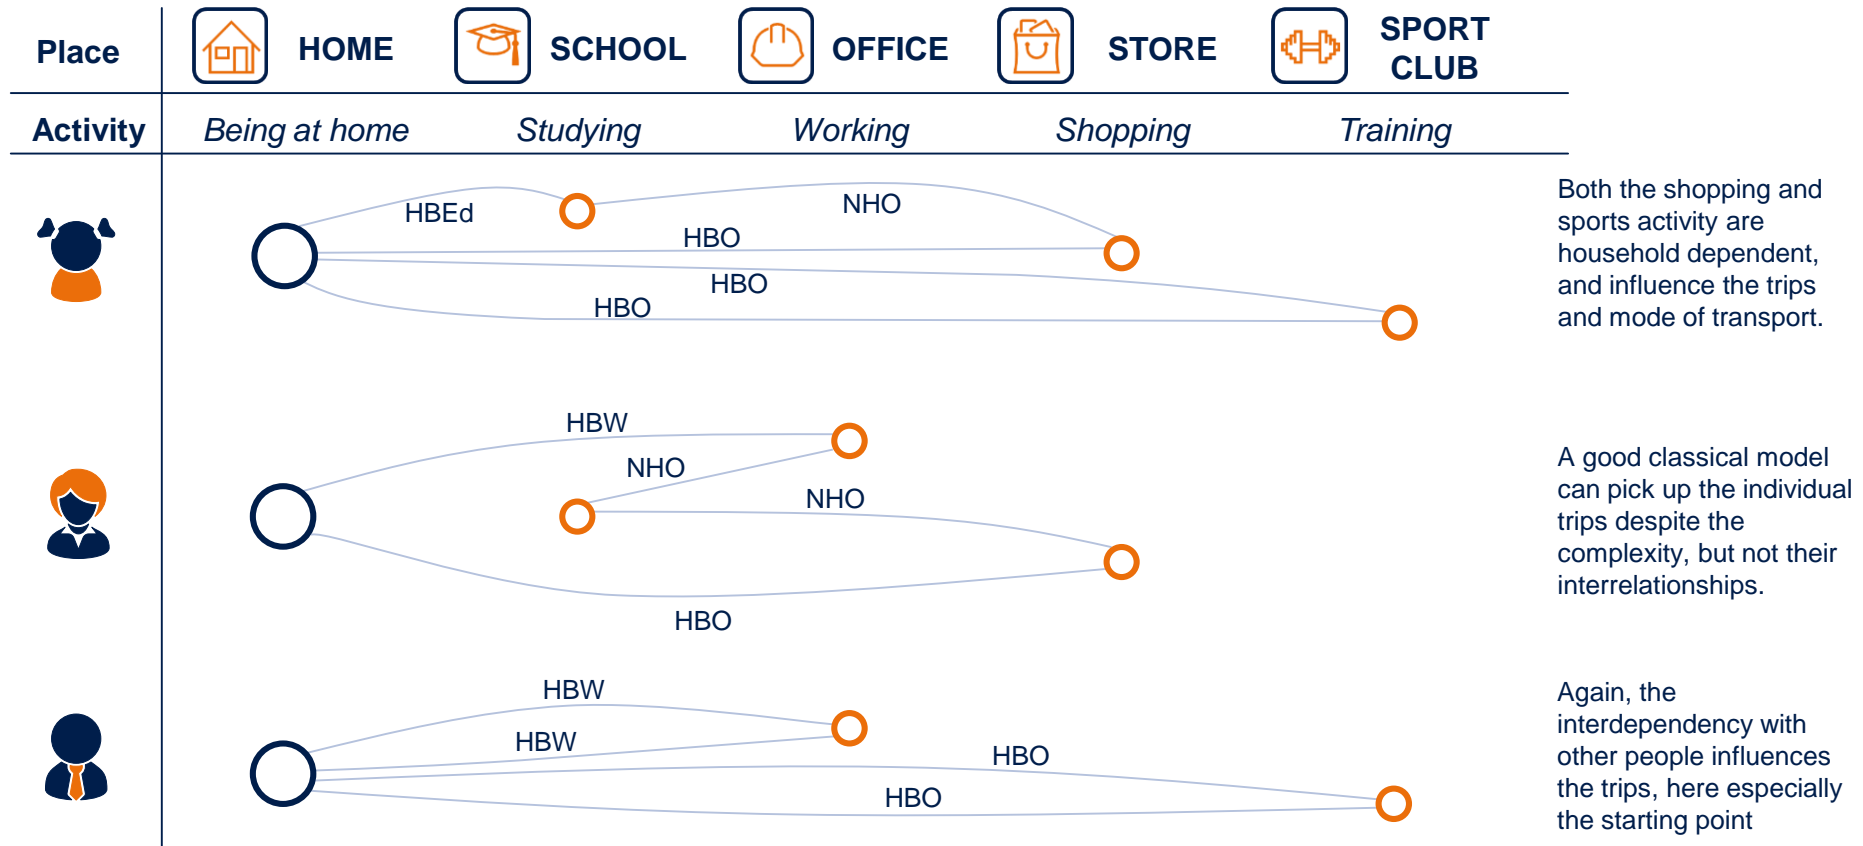 Place
HOME
SCHOOL
OFFICE
STORE
SPORT
CLUB
Activity
Being at home
Studying
Working
Shopping
Training
HBEd
NHO
HBO
HBO
HBO
Both the shopping and
sports activity are
household dependent,
and influence the trips
and mode of transport.
HBW
NHO
NHO
HBO
A good classical model
can pick up the individual
trips despite the
complexity, but not their
interrelationships.
HBW
HBW
HBO
HBO
Again, the
interdependency with
other people influences
the trips, here especially
the starting point